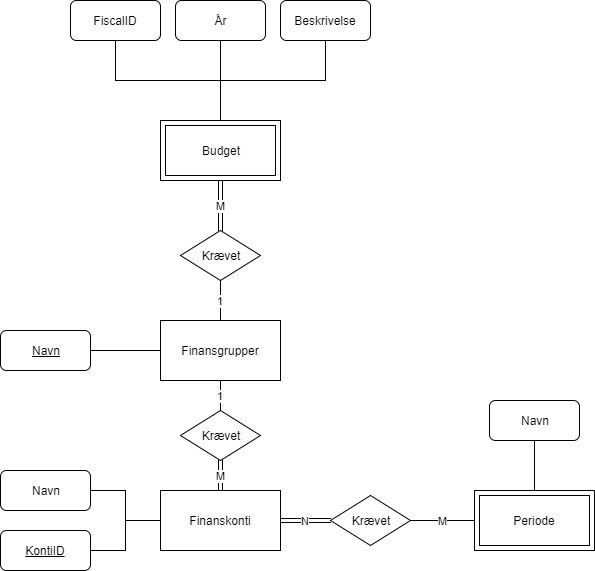 FiscalID
År
Beskrivelse
Budget
M
Krævet
1
Navn
Finansgrupper
1
Krævet
Navn
M
Navn
Finanskonti
N
Krævet
M
Periode
KontiID